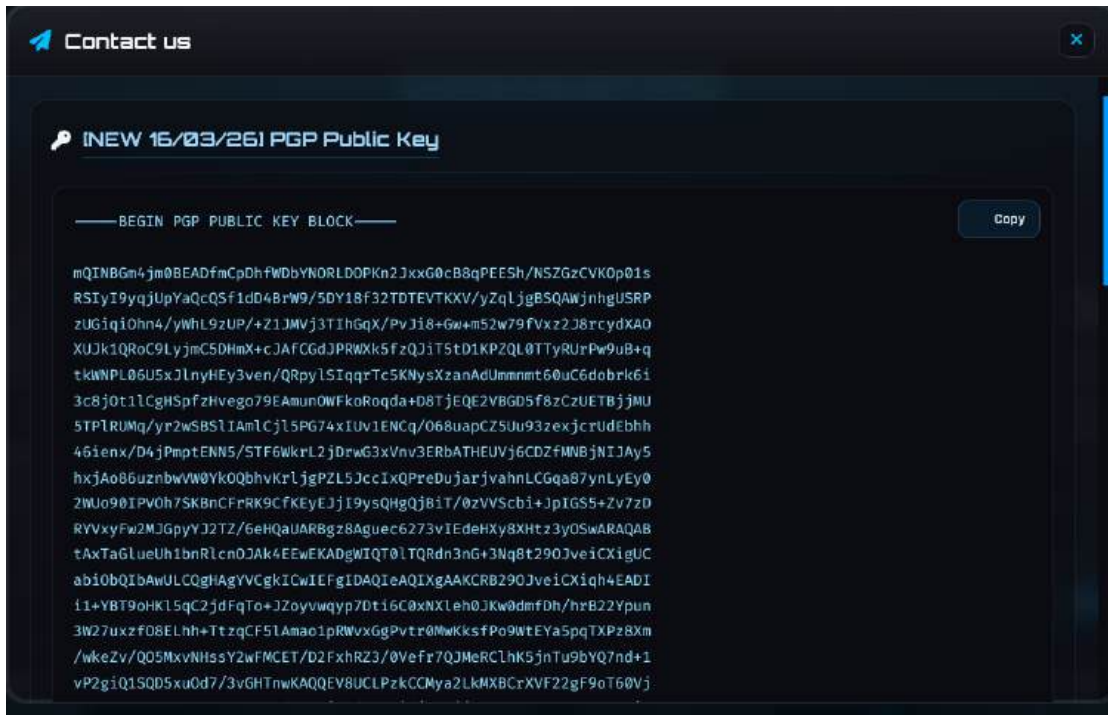 Contact us
[NEW 16/03/26] PGP Public Key
-----BEGIN PGP PUBLIC KEY BLOCK-----
Copy
mQINBGm4jm0BEADfmCpDhfWDbYNORLDOPKn2JxxG0cB8qPEESh/NSZGzCVKOp01s
RSIyI9yqjUpYaQcQSf1dD4BrW9/5DY18f32TDTEVTKXV/yZqljgBSQAWjnhgUSRP
zUGiqiOhn4/yWhL9zUP/+Z1JMVj3TIhGqX/PvJi8+Gw+m52w79fVxz2J8rcydXAO
XUJk1QRoC9LyjmC5DHmX+cJAfCGdJPRWXk5fzQJiT5tD1KPZQL0TTyRUrPw9uB+q
tkWNPL06U5xJlnyHEy3ven/QRpylSIqqrTc5KNysXzanAdUmmnmt60uC6dobrk6i
3c8jOt1lCgHSpfzHvego79EAmunOWFkoRoqda+D8TjEQE2VBGD5f8zCzUETBjjMU
5TPlRUMq/yr2wSBSlIAmlCjl5PG74xIUv1ENCq/O68uapCZ5Uu93zexjcrUdEbhh
46ienx/D4jPmptENN5/STF6WkrL2jDrwG3xVnv3ERbATHEUVj6CDZfMNBjNIJAy5
hxjAo86uznbwVW0YkOQbhvKrljgPZL5JccIxQPreDujarjvahnLCGqa87ynLyEy0
2WUo90IPVOh7SKBnCFrRK9CfKEyEJjI9ysQHgQjBiT/0zVVScbi+JpIGS5+Zv7zD
RYVxyFw2MJGpyYJ2TZ/6eHQaUARBgz8Aguec6273vIEdeHXy8XHtz3yOSwARAQAB
tAxTaGlueUh1bnRlcnOJAk4EEwEKADgWIQT0lTQRdn3nG+3Nq8t29OJveiCXigUC
abiObQIbAwULCQgHAgYVCgkICwIEFgIDAQIeAQIXgAAKCRB29OJveiCXiqh4EADI
i1+YBT9oHKl5qC2jdFqTo+JZoyvwqyp7Dti6C0xNXleh0JKw0dmfDh/hrB22Ypun
3W27uxzfO8ELhh+TtzqCF5lAmao1pRWvxGgPvtr0MwKksfPo9WtEYa5pqTXPz8Xm
/wkeZv/QO5MxvNHssY2wFMCET/D2FxhRZ3/0Vefr7QJMeRClhK5jnTu9bYQ7nd+1
vP2giQ1SQD5xuOd7/3vGHTnwKAQQEV8UCLPzkCCMya2LkMXBCrXVF22gF9oT60Vj